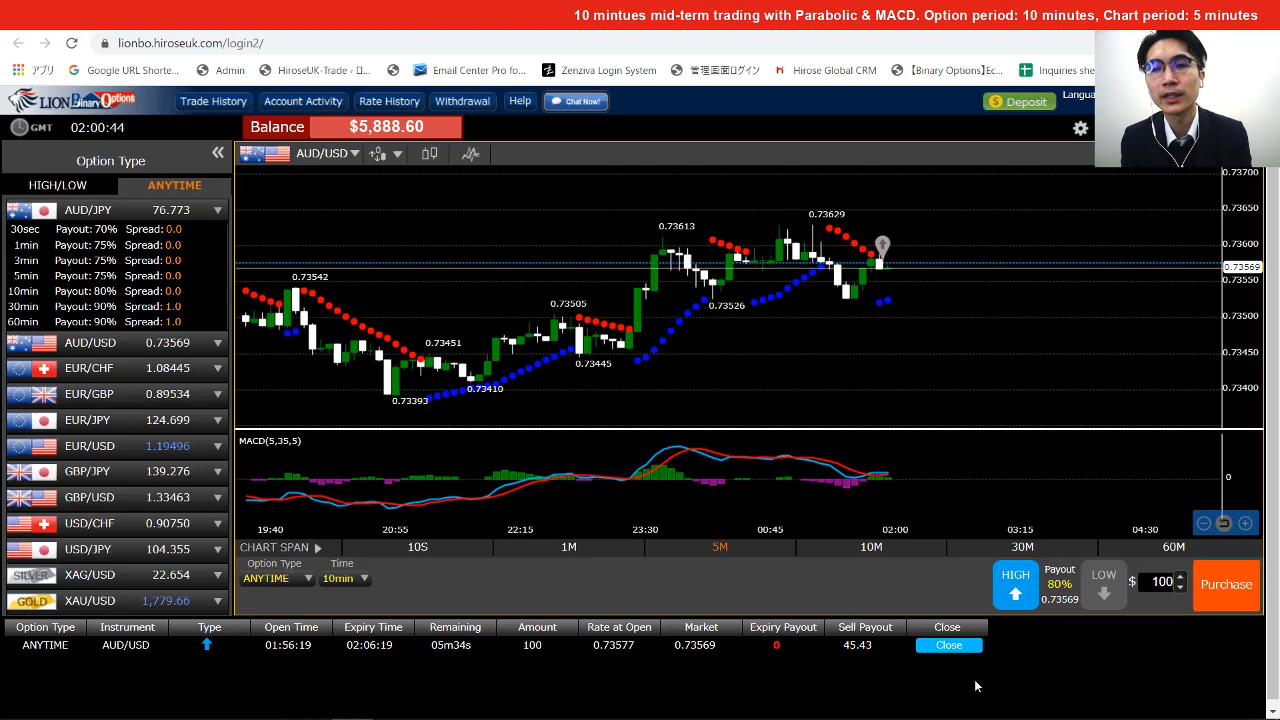 10 mintues mid-term trading with Parabolic & MACD. Option period: 10 minutes, Chart period: 5 minutes
lionbo.hiroseuk.com/login2/
アプリ Google URL Shorte... Admin HiroseUK-Trade ‹ ロ... Email Center Pro fo... Zenziva Login System 管理画面ログイン Hirose Global CRM 【Binary Options】Ec... Inquiries shee
LION Binary Options Trade History Account Activity Rate History Withdrawal Help Chat Now! Deposit Langua
GMT 02:00:44 Balance $5,888.60
Option Type
AUD/USD
HIGH/LOW ANYTIME
AUD/JPY 76.773
30sec Payout: 70% Spread: 0.0
1min Payout: 75% Spread: 0.0
3min Payout: 75% Spread: 0.0
5min Payout: 75% Spread: 0.0
10min Payout: 80% Spread: 0.0
30min Payout: 90% Spread: 1.0
60min Payout: 90% Spread: 1.0
AUD/USD 0.73569
EUR/CHF 1.08445
EUR/GBP 0.89534
EUR/JPY 124.699
EUR/USD 1.19496
GBP/JPY 139.276
GBP/USD 1.33463
USD/CHF 0.90758
USD/JPY 104.355
SILVER XAG/USD 22.654
GOLD XAU/USD 1,779.66
0.73700
0.73650
0.73600
0.73569
0.73550
0.73500
0.73450
0.73400
0.73542
0.73393
0.73451
0.73410
0.73505
0.73445
0.73613
0.73526
0.73629
MACD(5,35,5)
0
19:40 20:55 22:15 23:30 00:45 02:00 03:15 04:30
CHART SPAN 10S 1M 5M 10M 30M 60M
Option Type Time
ANYTIME 10min
HIGH Payout 80% 0.73569 LOW $ 100 Purchase
Option Type Instrument Type Open Time Expiry Time Remaining Amount Rate at Open Market Expiry Payout Sell Payout Close
ANYTIME AUD/USD 01:56:19 02:06:19 05m34s 100 0.73577 0.73569 0 45.43 Close